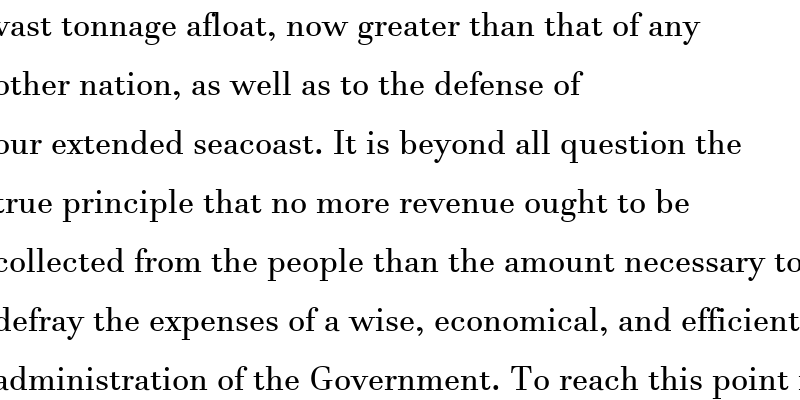 vast tonnage afloat, now greater than that of any
other nation, as well as to the defense of
our extended seacoast. It is beyond all question the
true principle that no more revenue ought to be
collected from the people than the amount necessary to
defray the expenses of a wise, economical, and efficient
administration of the Government. To reach this point